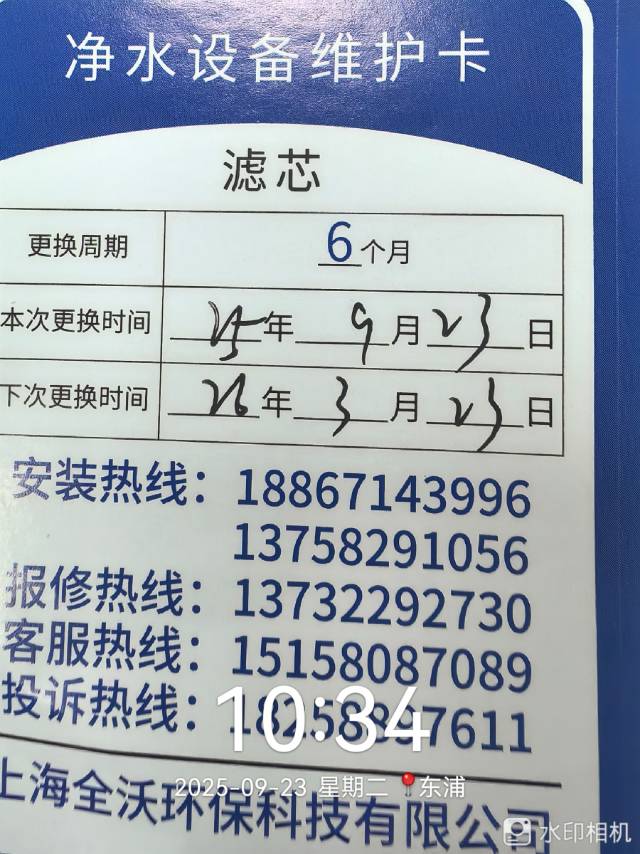 净水设备维护卡
滤芯
更换周期 6个月
本次更换时间 25年 9月 23日
下次更换时间 26年 3月 23日
安装热线：18867143996
13758291056
报修热线：13732292730
客服热线：15158087089
投诉热线：
10:34
2025-09-23 星期二 东浦
上海全沃环保科技有限公司
水印相机